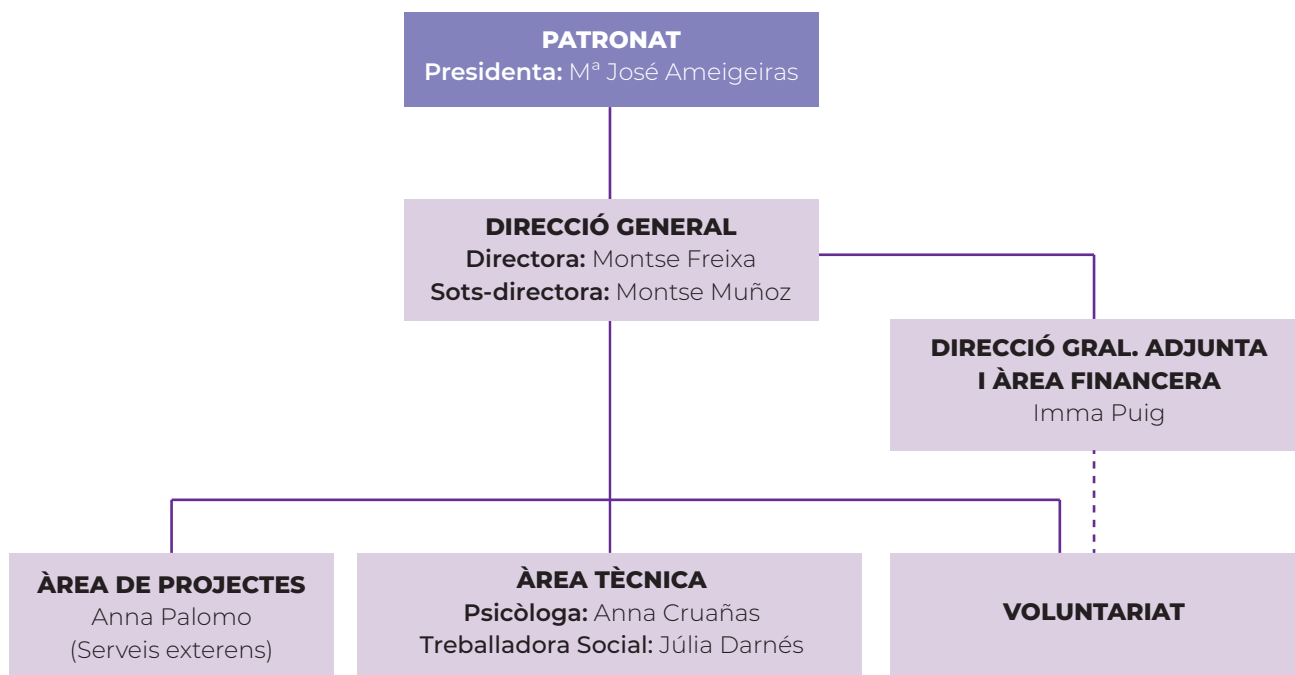 PATRONAT
Presidenta: Mª José Ameigeiras
DIRECCIÓ GENERAL
Directora: Montse Freixa
Sots-directora: Montse Muñoz
DIRECCIÓ GRAL. ADJUNTA
I ÀREA FINANCERA
Imma Puig
ÀREA DE PROJECTES
Anna Palomo
(Serveis exterens)
ÀREA TÈCNICA
Psicòloga: Anna Cruañas
Treballadora Social: Júlia Darnés
VOLUNTARIAT